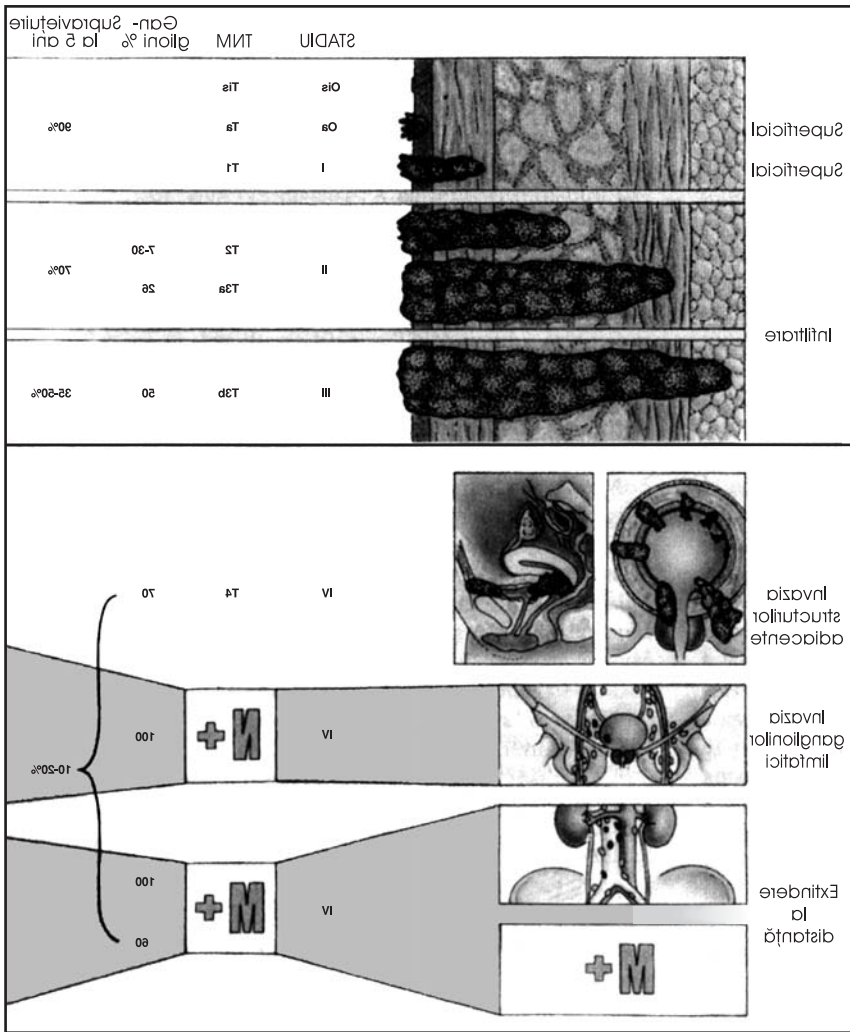 Gan- Supraviețuire
STADIU TNM glioni % la 5 ani
Ois Tis
Superficial Oa Ta 90%
Superficial I T1
T2 7-30
II 70%
T3a 26
Infiltrare
III T3b 50 35-50%
Invazia
structurilor
adiacente
IV T4 70
Invazia
ganglionilor
limfatici
IV N+ 100
10-20%
Extindere
la
distanță
M+
IV M+ 100
60